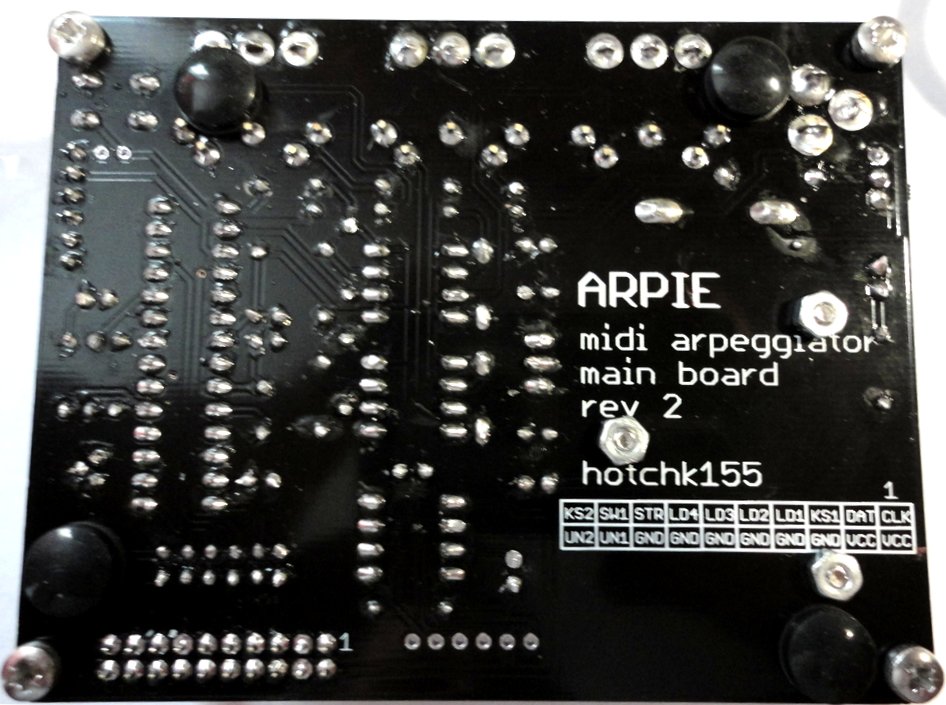 ARPIE
midi arpeggiator
main board
rev 2
hotchk155
1
KS2 SW1 STR LD4 LD3 LD2 LD1 KS1 DAT CLK
UN2 UN1 GND GND GND GND GND GND VCC VCC
1